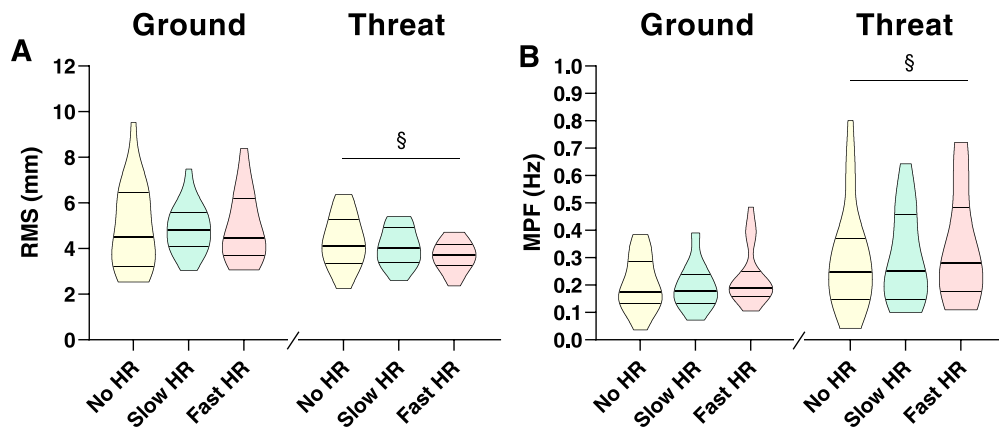 Ground Threat
A
RMS (mm)
12
10
8
6
4
2
0
§
No HR
Slow HR
Fast HR
No HR
Slow HR
Fast HR
Ground Threat
B
MPF (Hz)
1.0
0.9
0.8
0.7
0.6
0.5
0.4
0.3
0.2
0.1
0.0
§
No HR
Slow HR
Fast HR
No HR
Slow HR
Fast HR